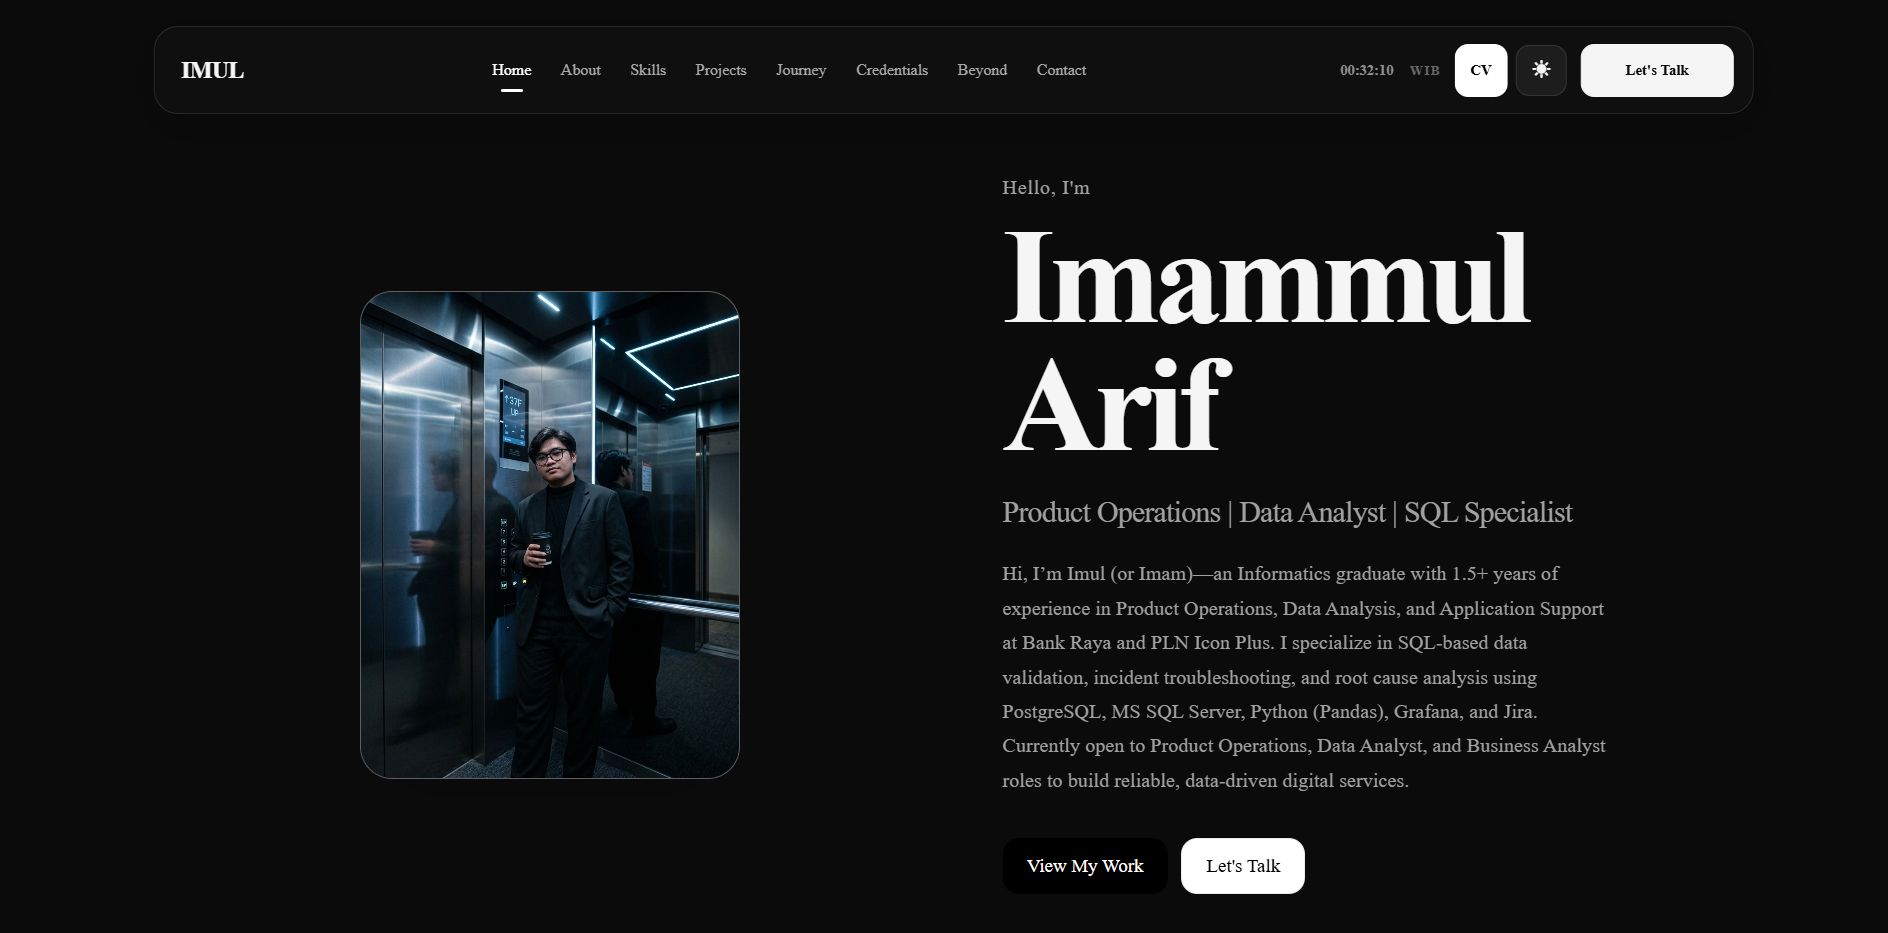 IMUL
Home About Skills Projects Journey Credentials Beyond Contact
00:32:10 WIB CV Let's Talk
Hello, I'm
Imammul
Arif
Product Operations | Data Analyst | SQL Specialist
Hi, I’m Imul (or Imam)—an Informatics graduate with 1.5+ years of
experience in Product Operations, Data Analysis, and Application Support
at Bank Raya and PLN Icon Plus. I specialize in SQL-based data
validation, incident troubleshooting, and root cause analysis using
PostgreSQL, MS SQL Server, Python (Pandas), Grafana, and Jira.
Currently open to Product Operations, Data Analyst, and Business Analyst
roles to build reliable, data-driven digital services.
View My Work Let's Talk
↑37F
UP